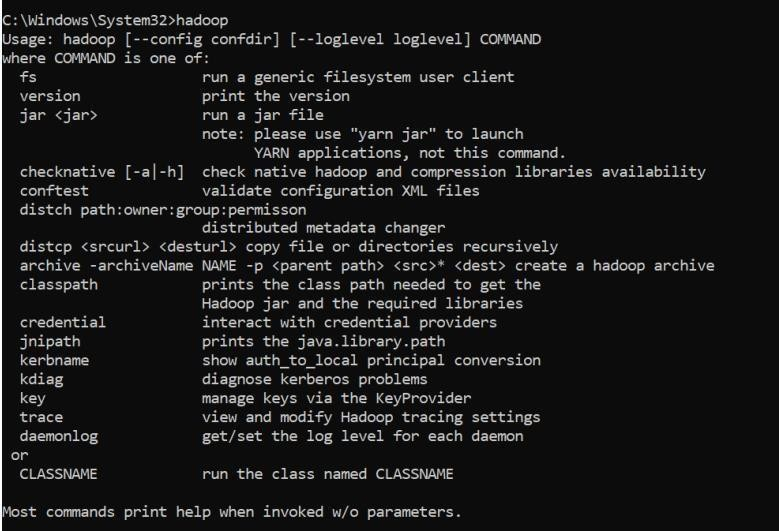 C:\Windows\System32>hadoop
Usage: hadoop [--config confdir] [--loglevel loglevel] COMMAND
where COMMAND is one of:
  fs                   run a generic filesystem user client
  version              print the version
  jar <jar>            run a jar file
                       note: please use "yarn jar" to launch
                             YARN applications, not this command.
  checknative [-a|-h]  check native hadoop and compression libraries availability
  conftest             validate configuration XML files
  distch path:owner:group:permisson
                       distributed metadata changer
  distcp <srcurl> <desturl> copy file or directories recursively
  archive -archiveName NAME -p <parent path> <src>* <dest> create a hadoop archive
  classpath            prints the class path needed to get the
                       Hadoop jar and the required libraries
  credential           interact with credential providers
  jnipath              prints the java.library.path
  kerbname             show auth_to_local principal conversion
  kdiag                diagnose kerberos problems
  key                  manage keys via the KeyProvider
  trace                view and modify Hadoop tracing settings
  daemonlog            get/set the log level for each daemon
 or
  CLASSNAME            run the class named CLASSNAME

Most commands print help when invoked w/o parameters.